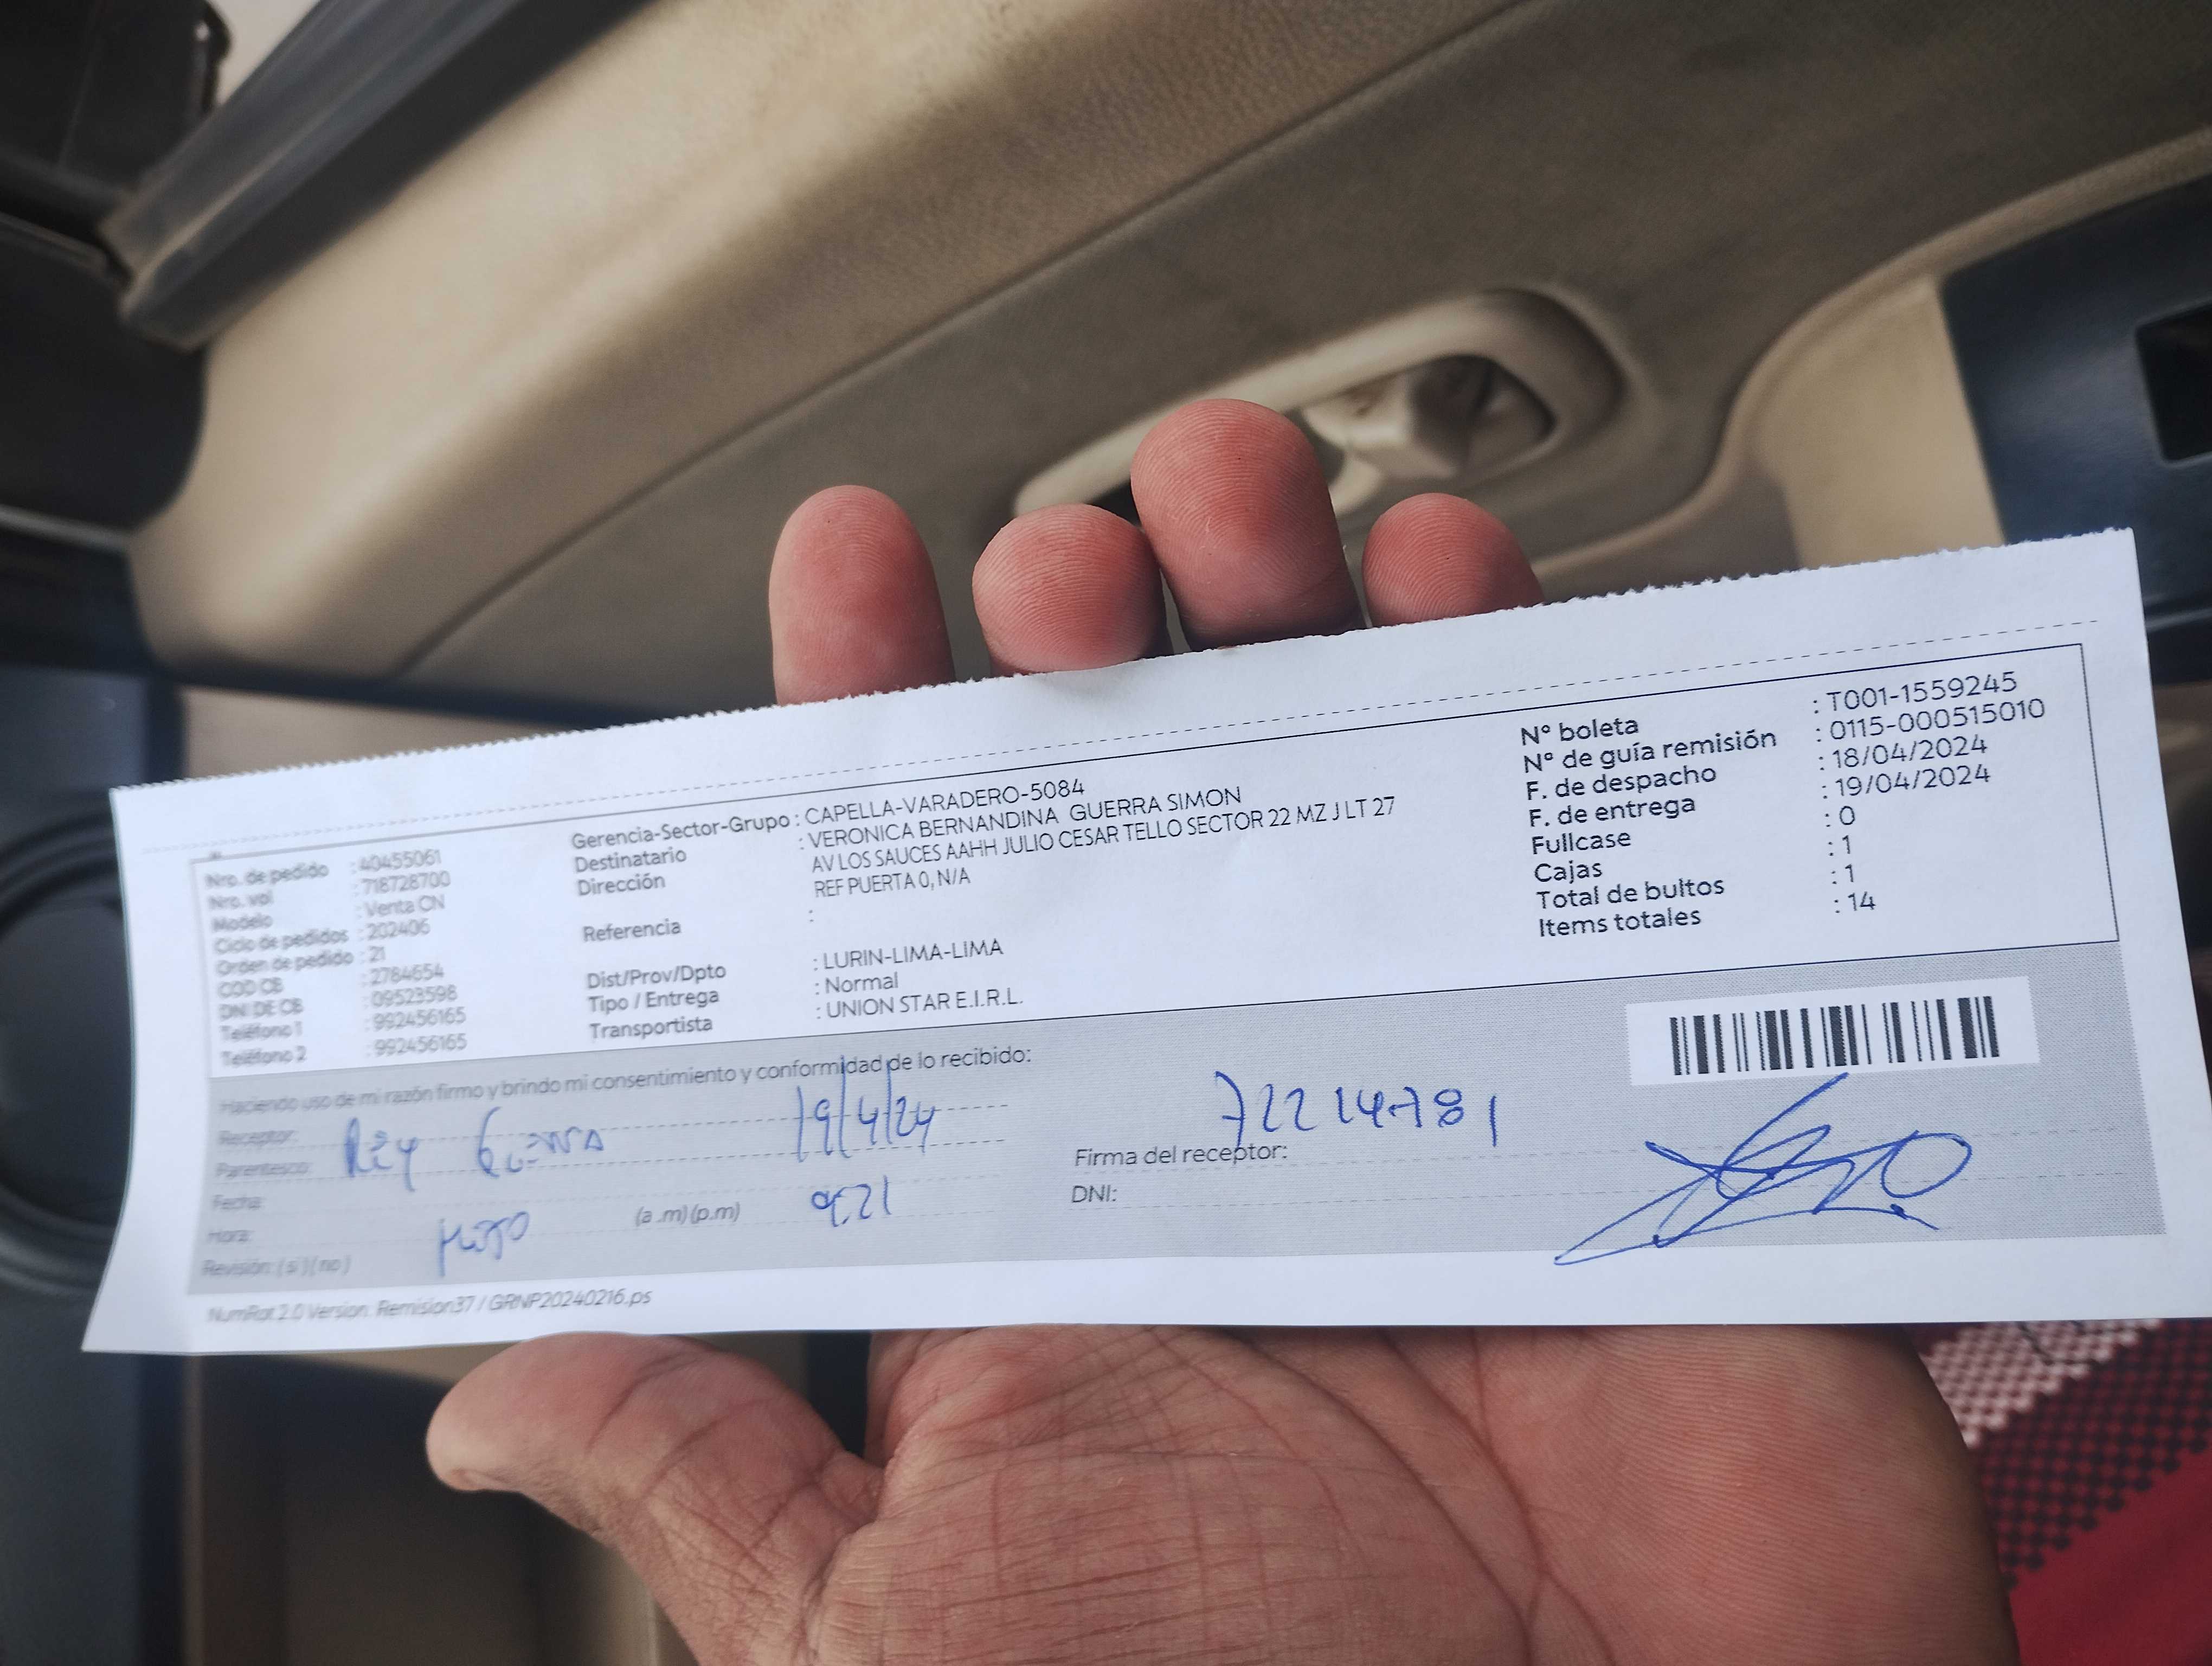 Nro. de pedido : 40455061
Nro. vol : 718728700
Modelo : Venta CN
Ciclo de pedidos : 202406
Orden de pedido : 21
COD CB : 2784654
DNI DE CB : 09523598
Teléfono 1 : 992456165
Teléfono 2 : 992456165
Gerencia-Sector-Grupo : CAPELLA-VARADERO-5084
Destinatario : VERONICA BERNANDINA GUERRA SIMON
Dirección AV LOS SAUCES AAHH JULIO CESAR TELLO SECTOR 22 MZ J LT 27
REF PUERTA 0, N/A
Referencia :
Dist/Prov/Dpto : LURIN-LIMA-LIMA
Tipo / Entrega : Normal
Transportista : UNION STAR E.I.R.L.
N° boleta : T001-1559245
N° de guía remisión : 0115-000515010
F. de despacho : 18/04/2024
F. de entrega : 19/04/2024
Fullcase : 0
Cajas : 1
Total de bultos : 1
Items totales : 14
Haciendo uso de mi razón firmo y brindo mi consentimiento y conformidad de lo recibido:
Receptor:
Parentesco:
Fecha:
Hora: (a .m) (p.m)
Revisión: ( si ) ( no )
19/4/24
9:21
72214781
Firma del receptor:
DNI:
NumRot 2.0 Version: Remision37 / GRNP20240216.ps